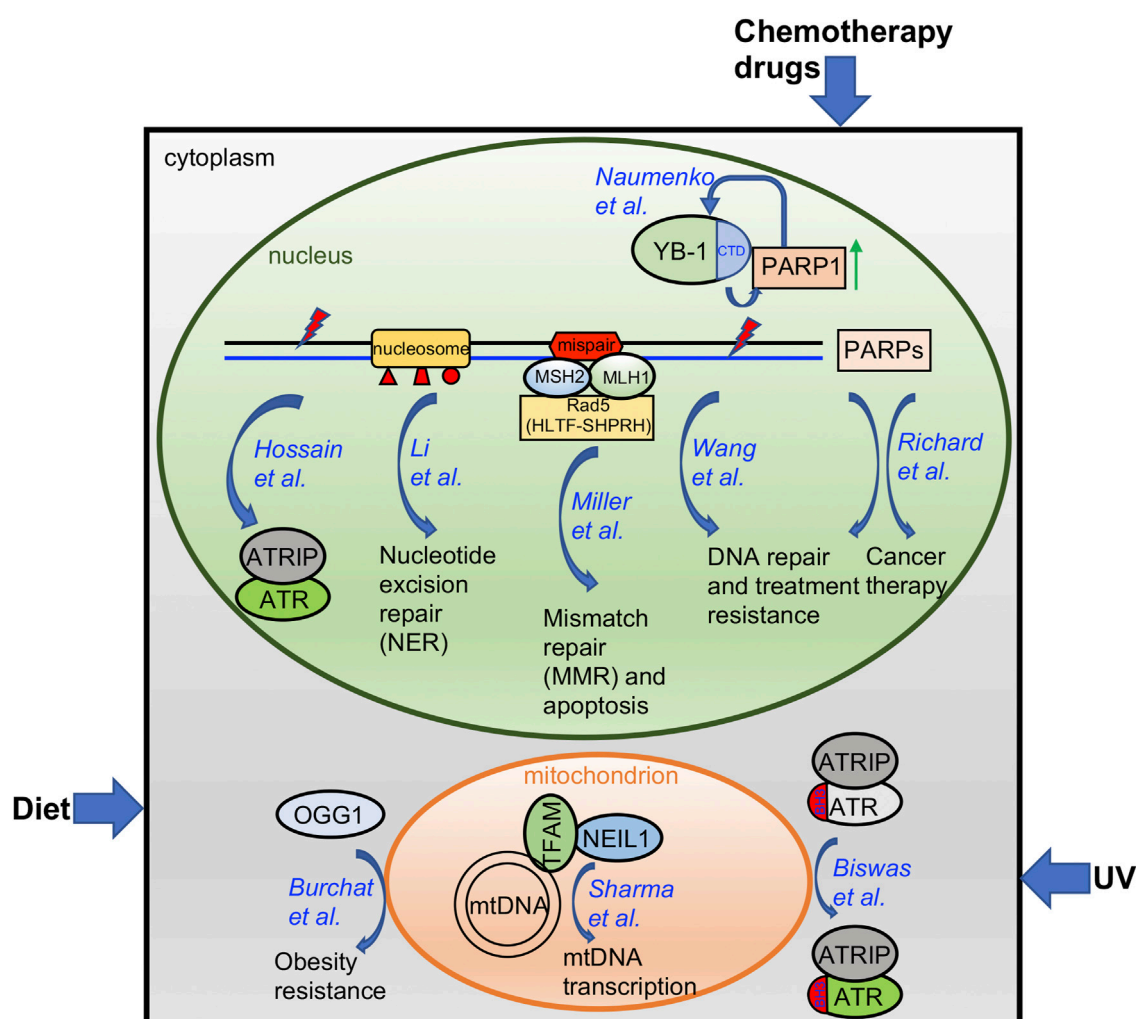 Chemotherapy
drugs
cytoplasm
Naumenko
et al.
nucleus
YB-1
CTD
PARP1
nucleosome
mispair
PARPs
MSH2
MLH1
Rad5
(HLTF-SHPRH)
Hossain
et al.
Li
et al.
Miller
et al.
Wang
et al.
Richard
et al.
ATRIP
ATR
Nucleotide
excision
repair
(NER)
Mismatch
repair
(MMR) and
apoptosis
DNA repair
and treatment
resistance
Cancer
therapy
Diet
UV
mitochondrion
OGG1
TFAM
NEIL1
mtDNA
Burchat
et al.
Obesity
resistance
Sharma
et al.
mtDNA
transcription
ATRIP
ATR
Biswas
et al.
ATRIP
ATR